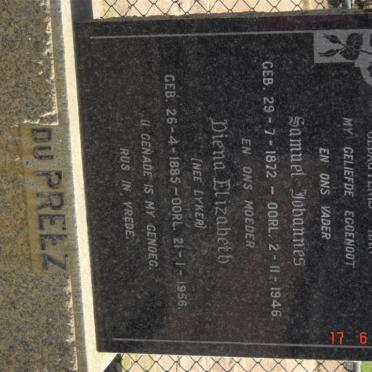 MY GELIEFDE EGGENOOT
EN ONS VADER
Samuel Johannes
GEB. 29-7-1872 — OORL. 2-11-1946.
EN ONS MOEDER
Diena Elizabeth
(NEE LYKER)
GEB. 26-4-1885 — OORL. 21-1-1956.
U GENADE IS MY GENOEG.
RUS IN VREDE.
DU PREEZ
17 6